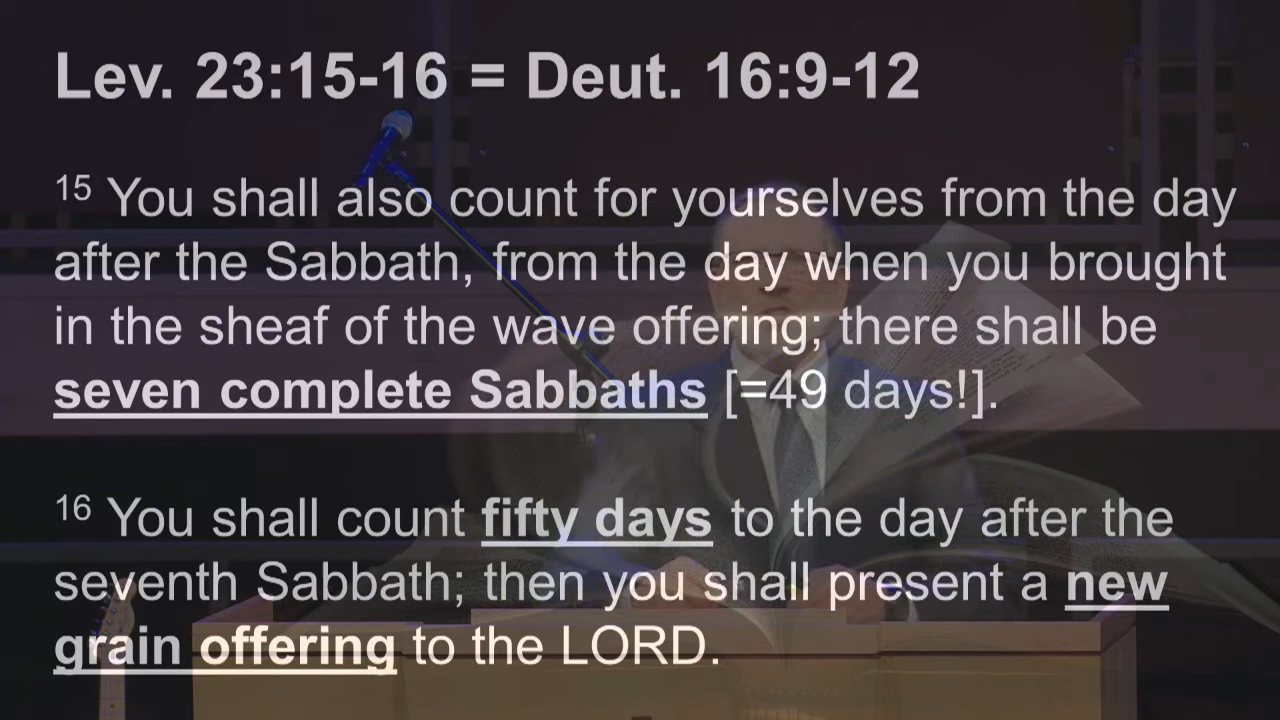 Lev. 23:15-16 = Deut. 16:9-12
15 You shall also count for yourselves from the day
after the Sabbath, from the day when you brought
in the sheaf of the wave offering; there shall be
seven complete Sabbaths [=49 days!].
16 You shall count fifty days to the day after the
seventh Sabbath; then you shall present a new
grain offering to the LORD.